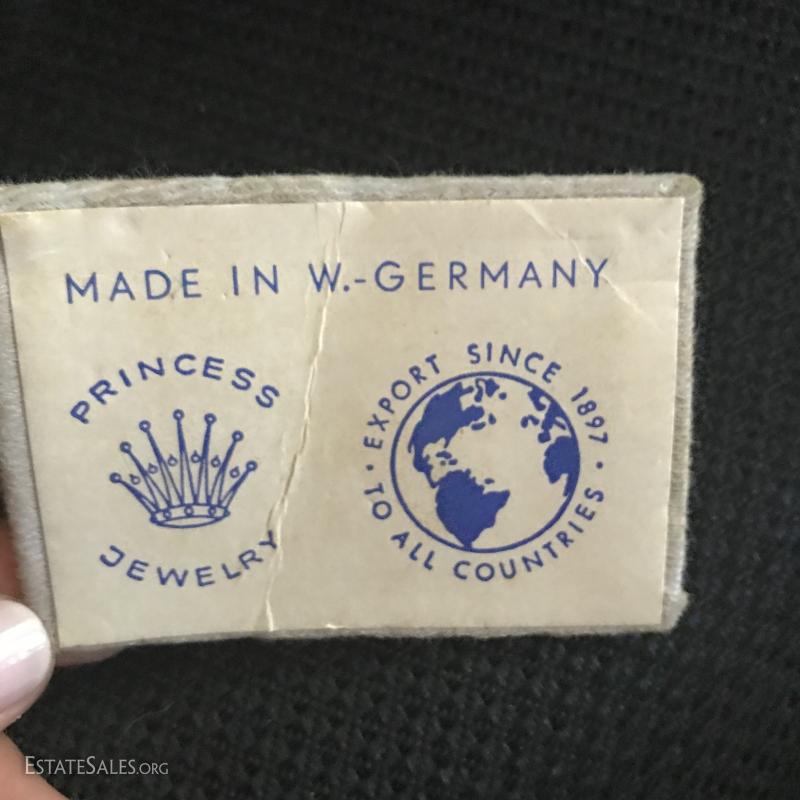 MADE IN W.-GERMANY
PRINCESS
JEWELRY
EXPORT SINCE 1897 ·
TO ALL COUNTRIES ·
ESTATESALES.ORG